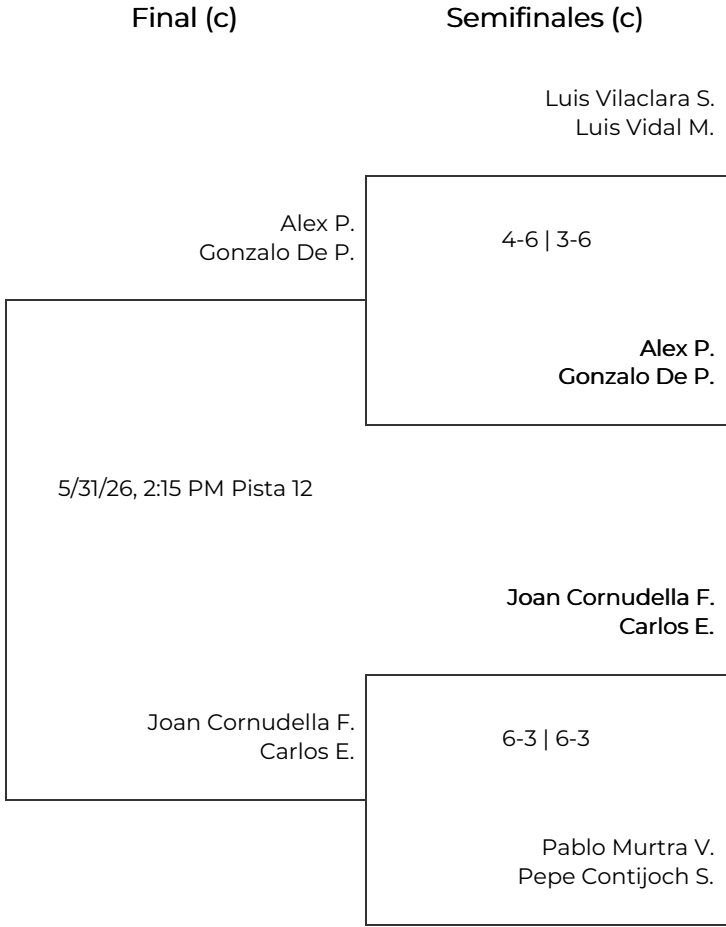 Final (c)
Semifinales (c)
Luis Vilaclara S.
Luis Vidal M.
Alex P.
Gonzalo De P.
4-6 | 3-6
Alex P.
Gonzalo De P.
5/31/26, 2:15 PM Pista 12
Joan Cornudella F.
Carlos E.
Joan Cornudella F.
Carlos E.
6-3 | 6-3
Pablo Murtra V.
Pepe Contijoch S.